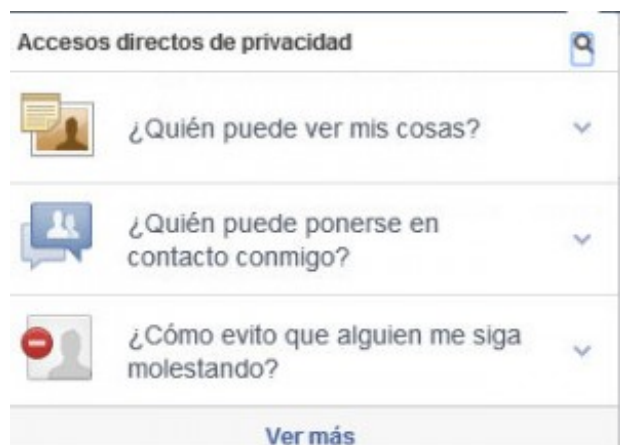 Accesos directos de privacidad
¿Quién puede ver mis cosas?
¿Quién puede ponerse en
contacto conmigo?
¿Cómo evito que alguien me siga
molestando?
Ver más